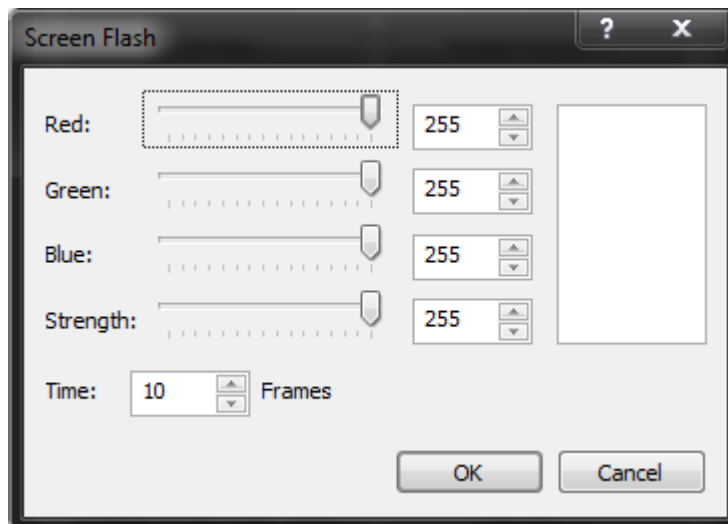 Screen Flash ? x
Red: 255
Green: 255
Blue: 255
Strength: 255
Time: 10 Frames
OK Cancel